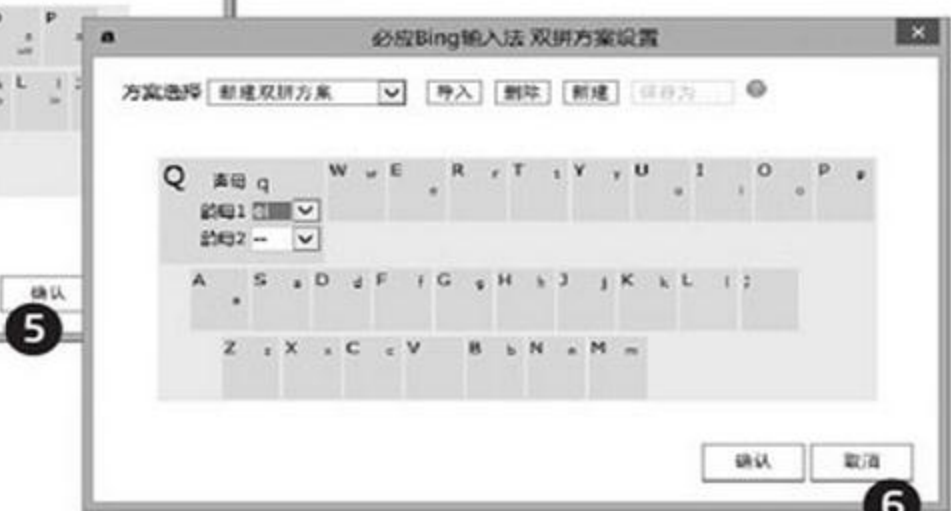 P
L
确认
5
必应Bing输入法 双拼方案设置
方案选择 新建双拼方案 导入 删除 新建 保存为
Q 声母 q W w E e R r T t Y y U u I i O o P p
韵母1 ei
韵母2 --
A a S s D d F f G g H h J j K k L l ;
Z z X x C c V B b N n M m
确认 取消
6